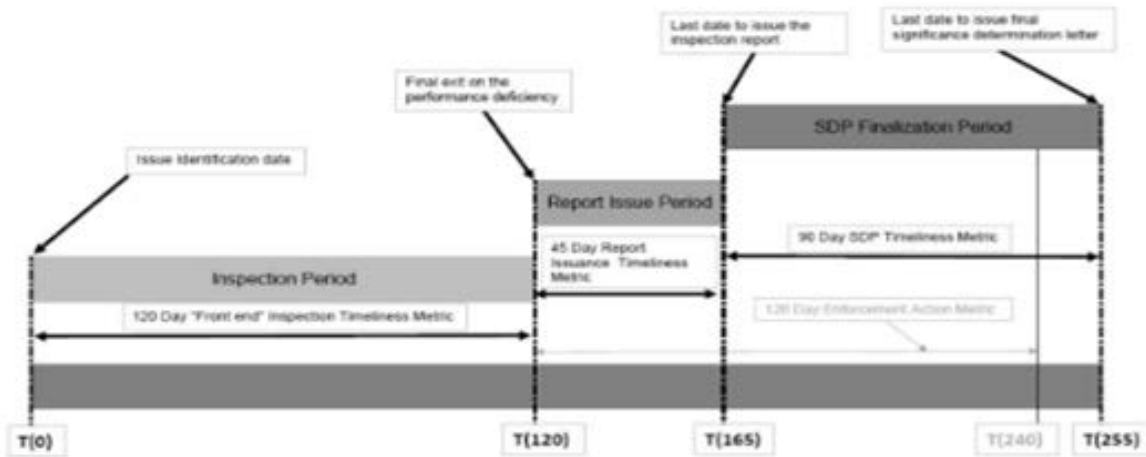 Last date to issue the
inspection report
Last date to issue final
significance determination letter
Final exit on the
performance deficiency
SDP Finalization Period
Issue Identification date
Report Issue Period
45 Day Report
Issuance Timeliness
Metric
90 Day SDP Timeliness Metric
Inspection Period
120 Day "Front end" Inspection Timeliness Metric
120 Day Enforcement Action Metric
T(0)
T(120)
T(165)
T(240)
T(255)